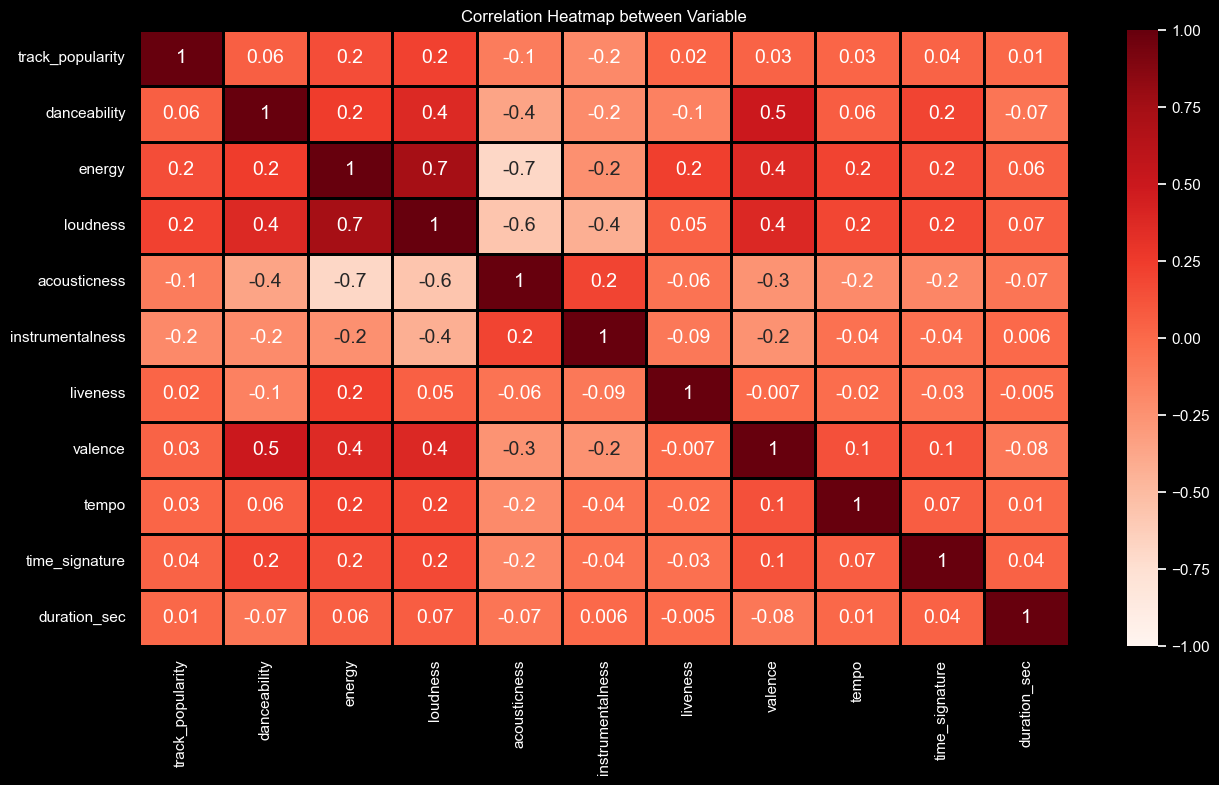 Correlation Heatmap between Variable
track_popularity 1 0.06 0.2 0.2 -0.1 -0.2 0.02 0.03 0.03 0.04 0.01
danceability 0.06 1 0.2 0.4 -0.4 -0.2 -0.1 0.5 0.06 0.2 -0.07
energy 0.2 0.2 1 0.7 -0.7 -0.2 0.2 0.4 0.2 0.2 0.06
loudness 0.2 0.4 0.7 1 -0.6 -0.4 0.05 0.4 0.2 0.2 0.07
acousticness -0.1 -0.4 -0.7 -0.6 1 0.2 -0.06 -0.3 -0.2 -0.2 -0.07
instrumentalness -0.2 -0.2 -0.2 -0.4 0.2 1 -0.09 -0.2 -0.04 -0.04 0.006
liveness 0.02 -0.1 0.2 0.05 -0.06 -0.09 1 -0.007 -0.02 -0.03 -0.005
valence 0.03 0.5 0.4 0.4 -0.3 -0.2 -0.007 1 0.1 0.1 -0.08
tempo 0.03 0.06 0.2 0.2 -0.2 -0.04 -0.02 0.1 1 0.07 0.01
time_signature 0.04 0.2 0.2 0.2 -0.2 -0.04 -0.03 0.1 0.07 1 0.04
duration_sec 0.01 -0.07 0.06 0.07 -0.07 0.006 -0.005 -0.08 0.01 0.04 1
track_popularity danceability energy loudness acousticness instrumentalness liveness valence tempo time_signature duration_sec
1.00
0.75
0.50
0.25
0.00
−0.25
−0.50
−0.75
−1.00